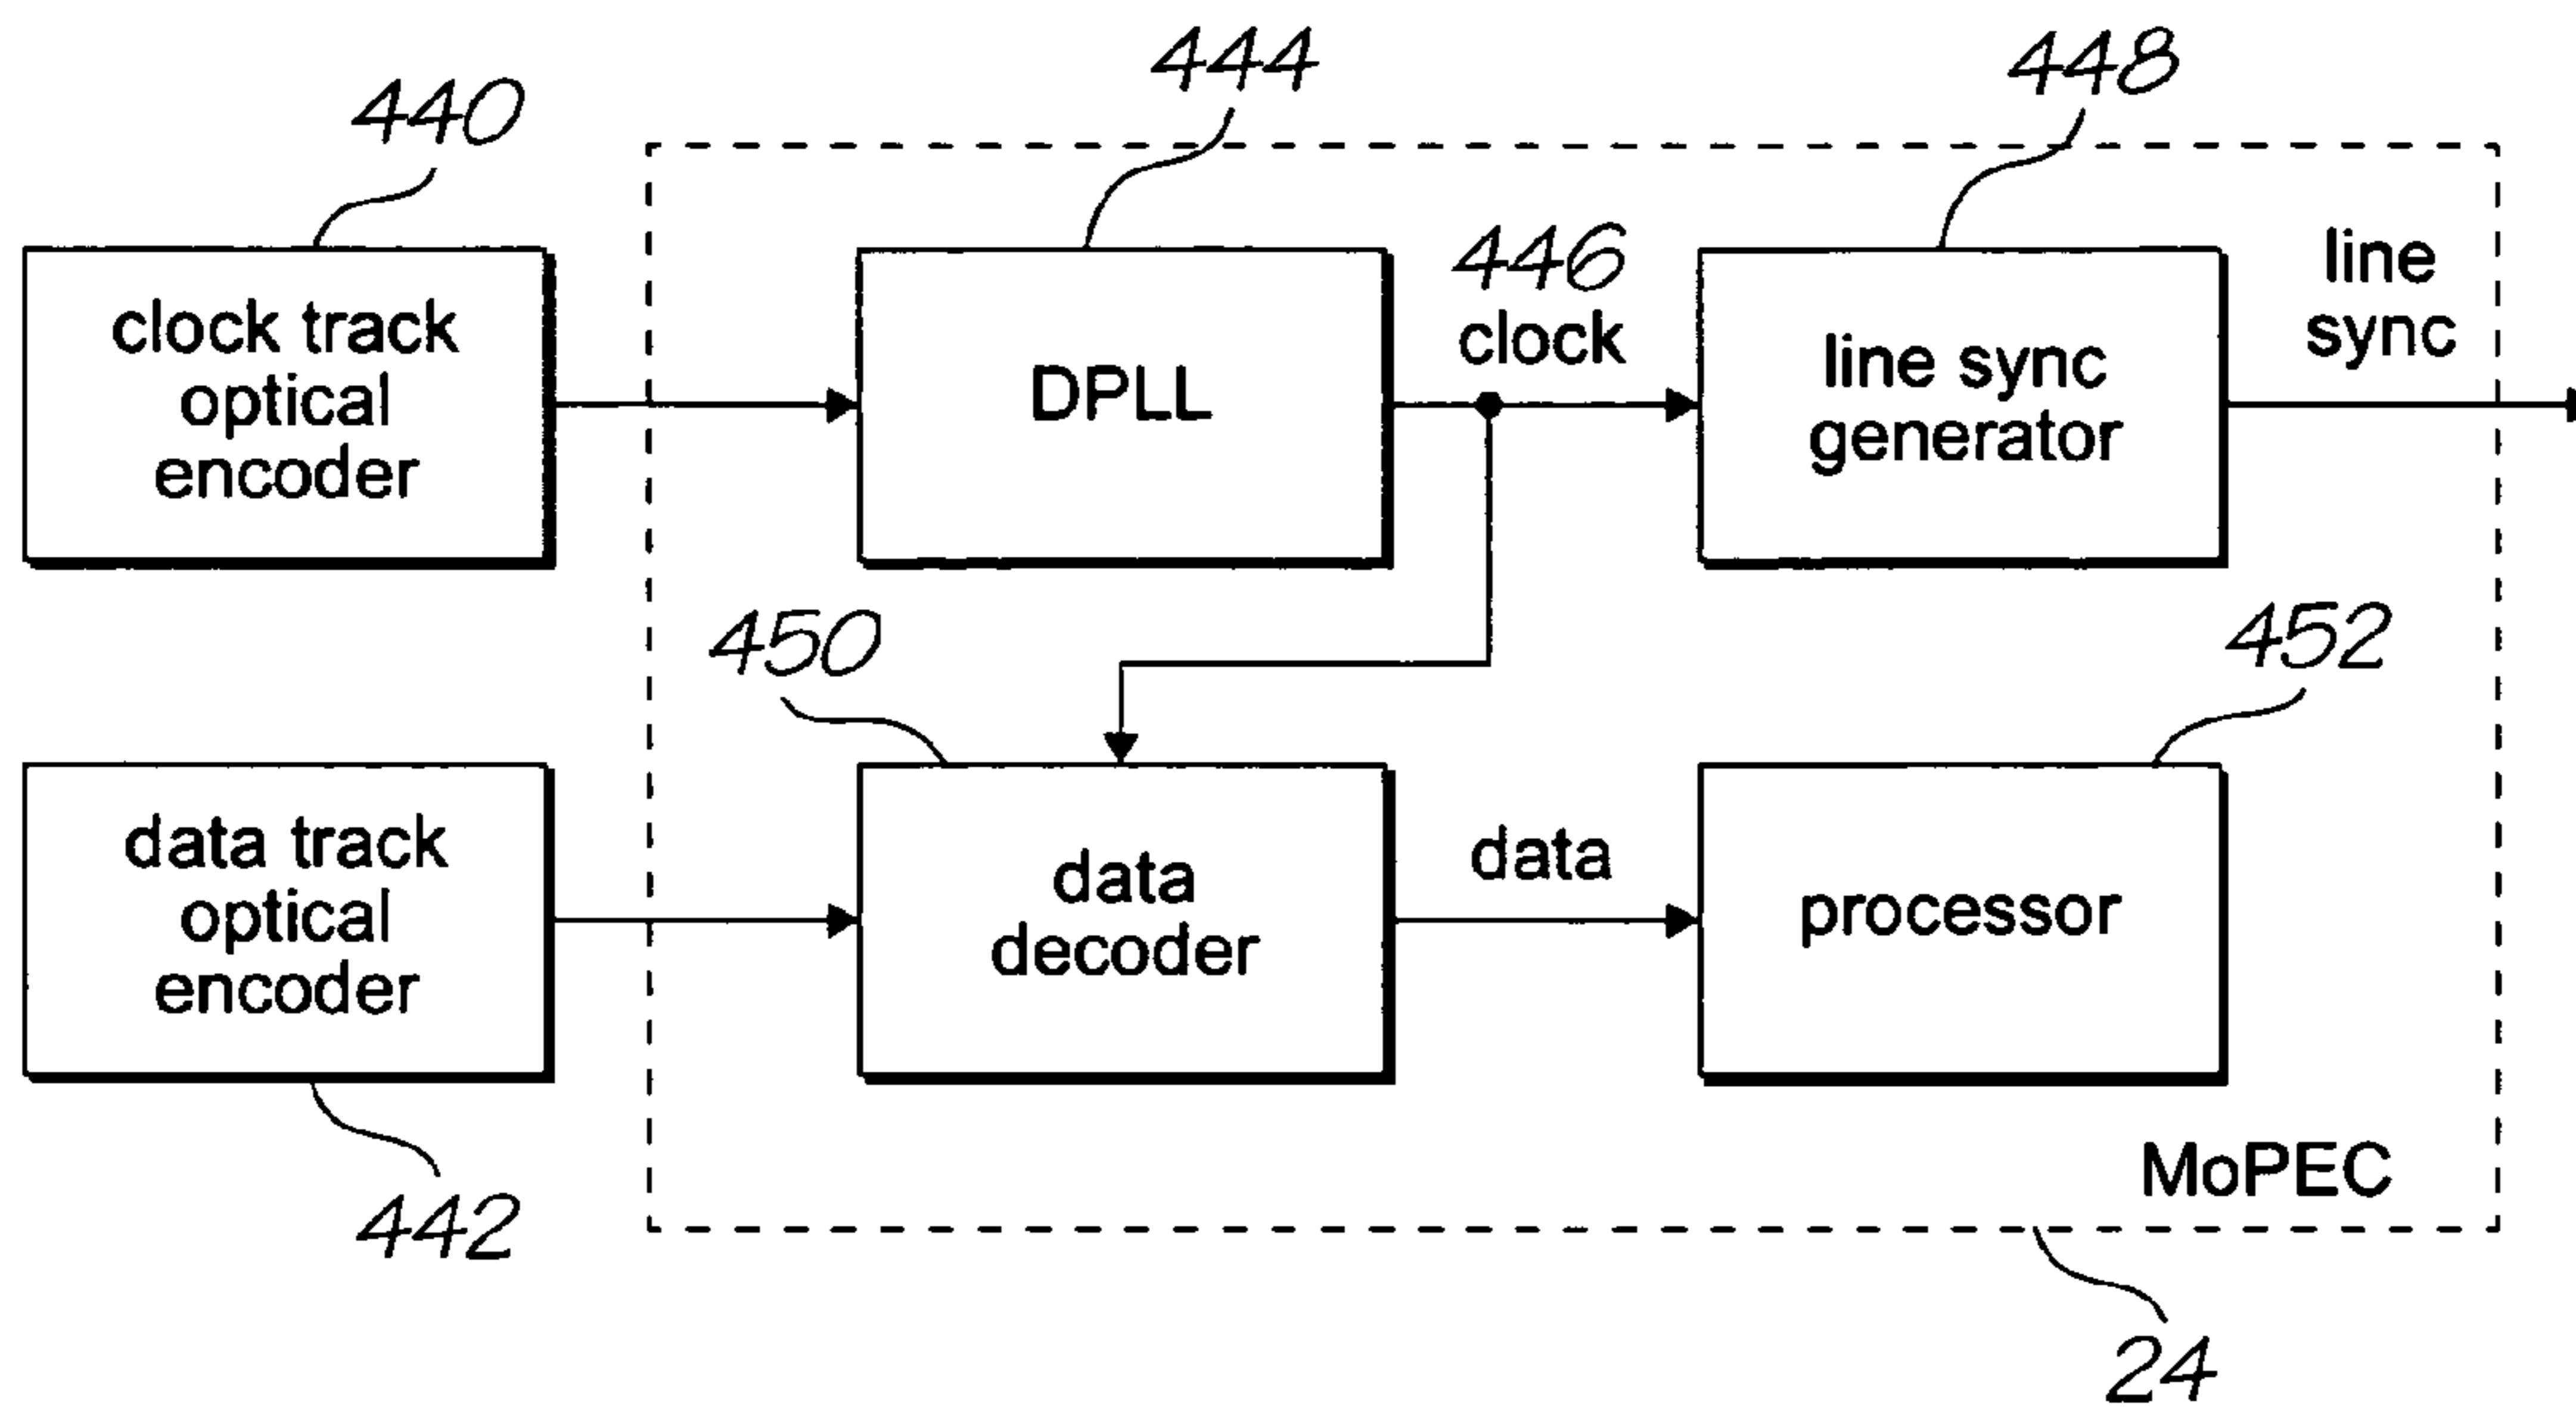 444
448
440
446
clock
line
sync
clock track
optical
encoder
DPLL
line sync
generator
450
452
data track
optical
encoder
data
decoder
data
processor
MoPEC
442
24